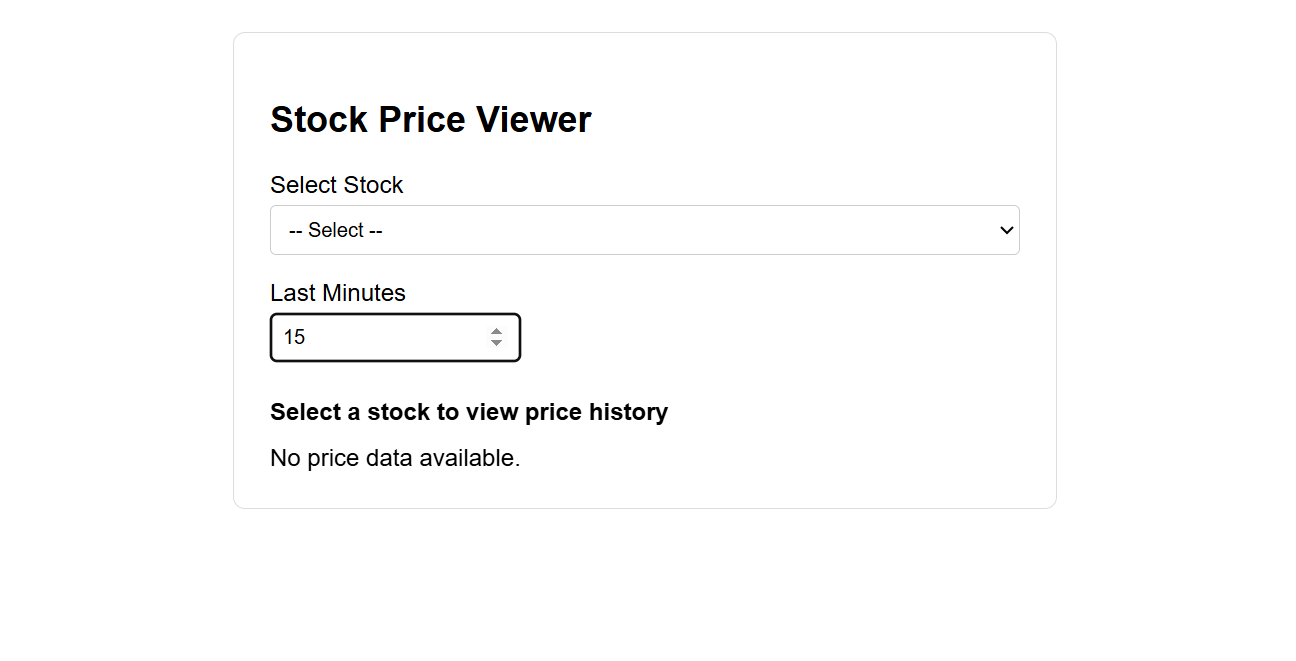 Stock Price Viewer
Select Stock
-- Select --
Last Minutes
15
Select a stock to view price history
No price data available.